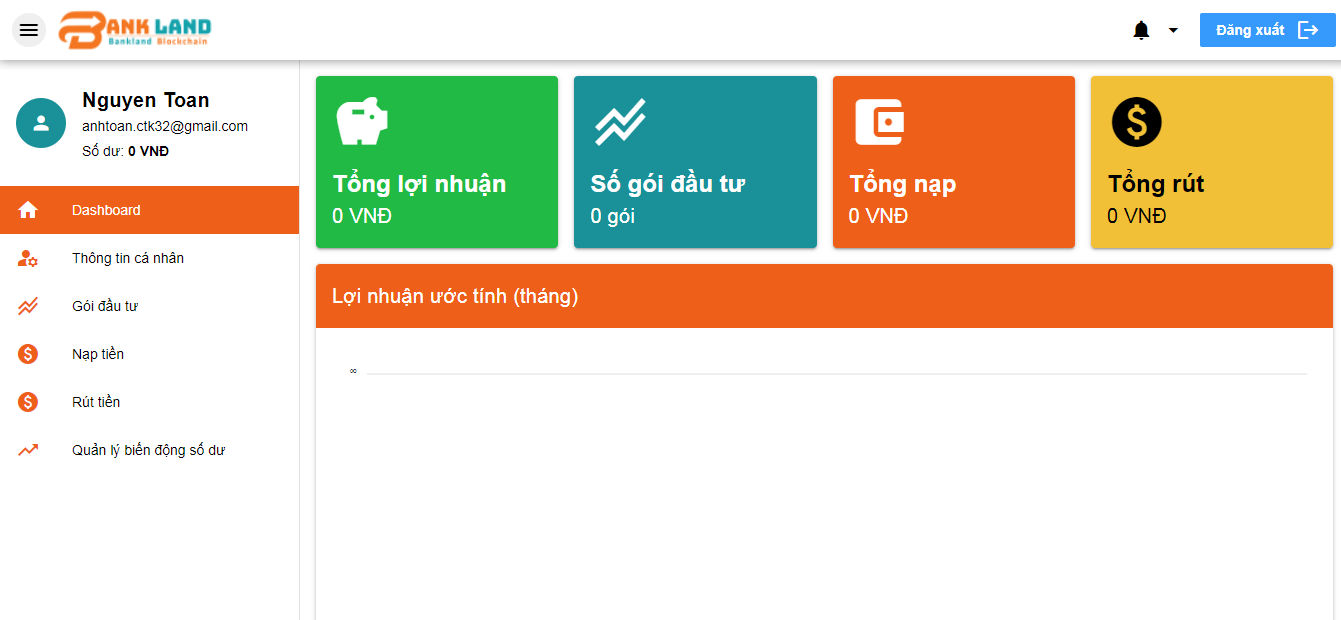 BANK LAND
Bankland Blockchain
Đăng xuất
Nguyen Toan
anhtoan.ctk32@gmail.com
Số dư: 0 VNĐ
Dashboard
Thông tin cá nhân
Gói đầu tư
Nạp tiền
Rút tiền
Quản lý biến động số dư
Tổng lợi nhuận
0 VNĐ
Số gói đầu tư
0 gói
Tổng nạp
0 VNĐ
Tổng rút
0 VNĐ
Lợi nhuận ước tính (tháng)
∞